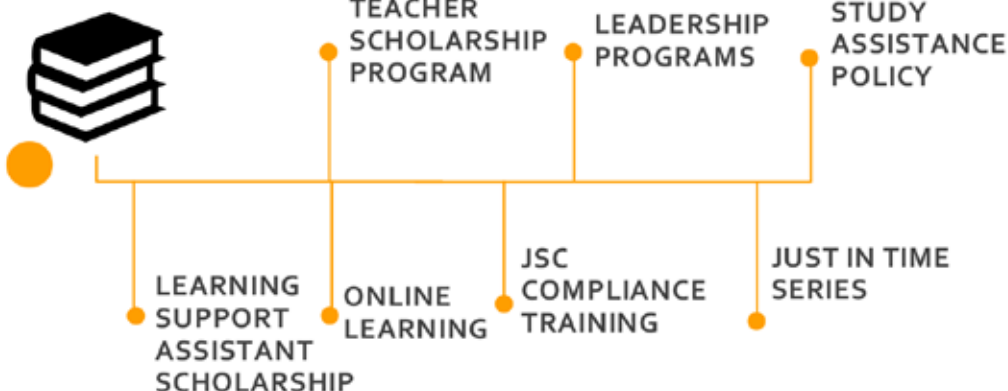 TEACHER
SCHOLARSHIP
PROGRAM
LEADERSHIP
PROGRAMS
STUDY
ASSISTANCE
POLICY
LEARNING
SUPPORT
ASSISTANT
SCHOLARSHIP
ONLINE
LEARNING
JSC
COMPLIANCE
TRAINING
JUST IN TIME
SERIES